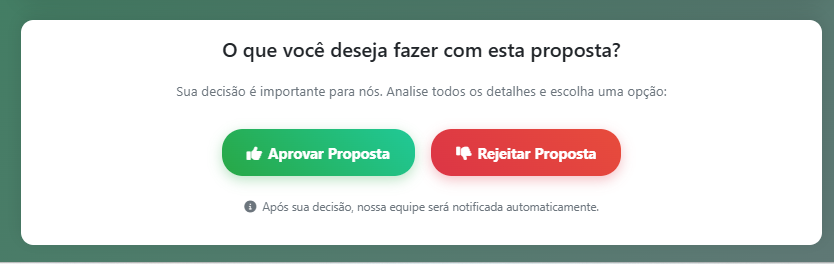 O que você deseja fazer com esta proposta?
Sua decisão é importante para nós. Analise todos os detalhes e escolha uma opção:
Aprovar Proposta
Rejeitar Proposta
Após sua decisão, nossa equipe será notificada automaticamente.